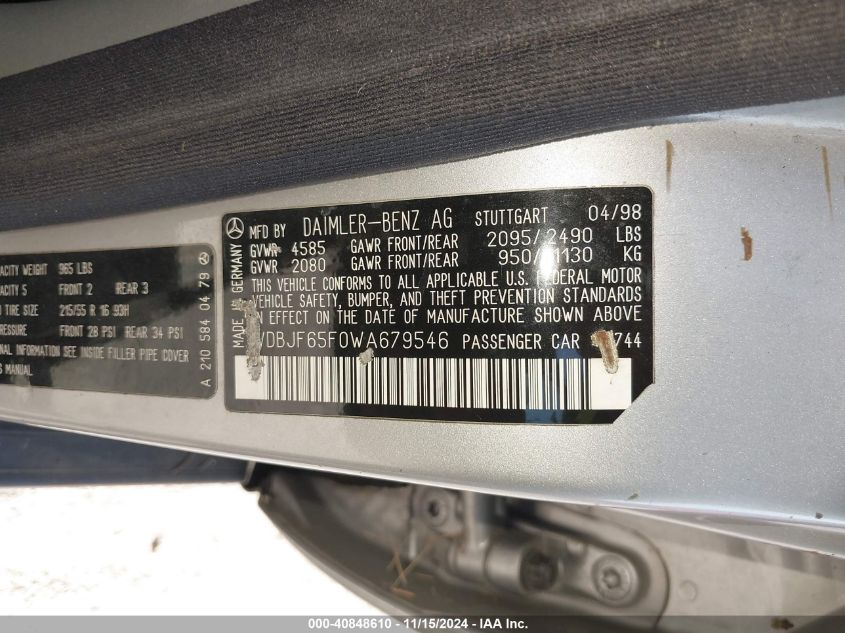 MFD BY DAIMLER-BENZ AG STUTTGART 04/98
GVWR 4585 GAWR FRONT/REAR 2095/2490 LBS
GVWR 2080 GAWR FRONT/REAR 950/1130 KG
THIS VEHICLE CONFORMS TO ALL APPLICABLE U.S. FEDERAL MOTOR
VEHICLE SAFETY, BUMPER, AND THEFT PREVENTION STANDARDS
IN EFFECT ON THE DATE OF MANUFACTURE SHOWN ABOVE
WDBJF65F0WA679546 PASSENGER CAR 744
MADE IN GERMANY
ACITY WEIGHT 965 LBS
ACITY 5 FRONT 2 REAR 3
TIRE SIZE 215/55 R 16 93H
PRESSURE FRONT 28 PSI REAR 34 PSI
NAL INFORMATION SEE INSIDE FILLER PIPE COVER
S MANUAL
A 210 584 04 79
000-40848610 - 11/15/2024 - IAA Inc.